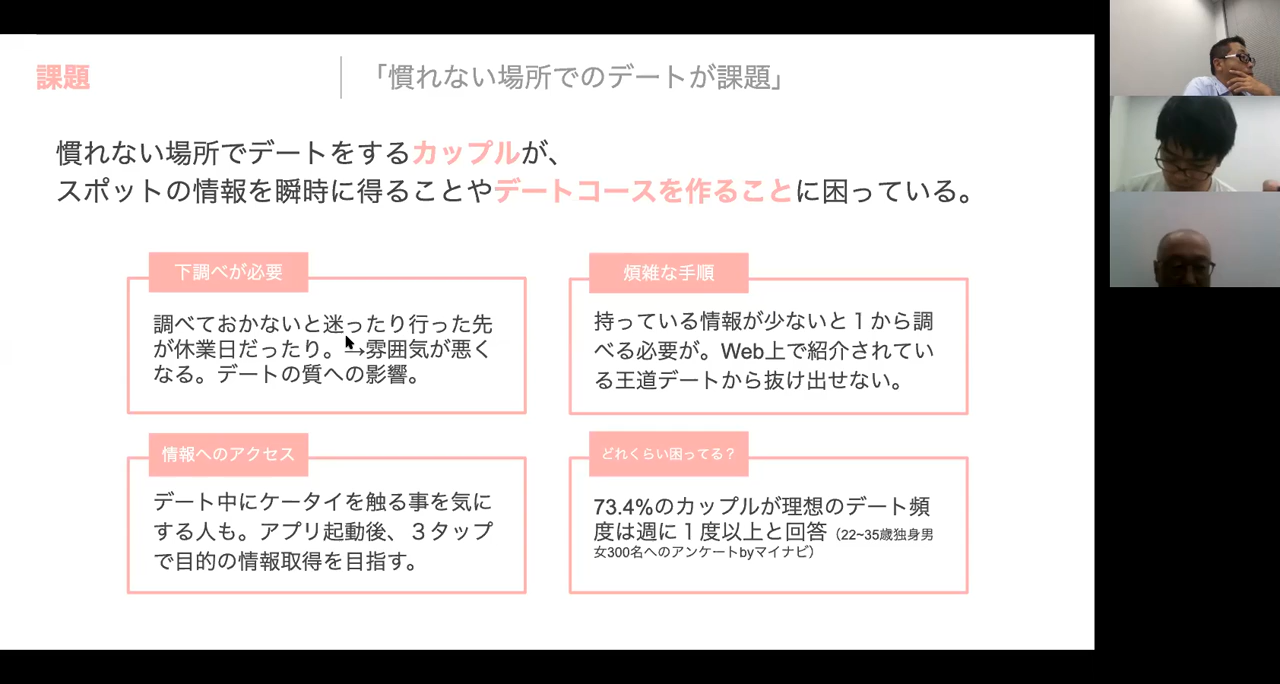 課題
「慣れない場所でのデートが課題」
慣れない場所でデートをするカップルが、
スポットの情報を瞬時に得ることやデートコースを作ることに困っている。
下調べが必要
調べておかないと迷ったり行った先
が休業日だったり。→雰囲気が悪く
なる。デートの質への影響。
煩雑な手順
持っている情報が少ないと１から調
べる必要が。Web上で紹介されてい
る王道デートから抜け出せない。
情報へのアクセス
デート中にケータイを触る事を気に
する人も。アプリ起動後、３タップ
で目的の情報取得を目指す。
どれくらい困ってる？
73.4%のカップルが理想のデート頻
度は週に１度以上と回答（22~35歳独身男
女300名へのアンケートbyマイナビ）